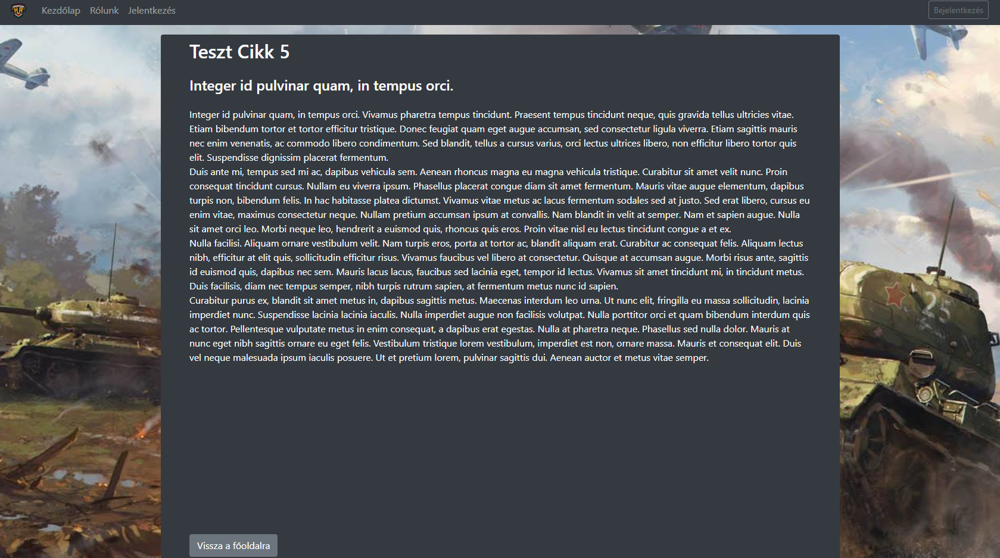 Kezdőlap Rólunk Jelentkezés Bejelentkezés
Teszt Cikk 5
Integer id pulvinar quam, in tempus orci.
Integer id pulvinar quam, in tempus orci. Vivamus pharetra tempus tincidunt. Praesent tempus tincidunt neque, quis gravida tellus ultricies vitae.
Etiam bibendum tortor et tortor efficitur tristique. Donec feugiat quam eget augue accumsan, sed consectetur ligula viverra. Etiam sagittis mauris
nec enim venenatis, ac commodo libero condimentum. Sed blandit, tellus a cursus varius, orci lectus ultrices libero, non efficitur libero tortor quis
elit. Suspendisse dignissim placerat fermentum.
Duis ante mi, tempus sed mi ac, dapibus vehicula sem. Aenean rhoncus magna eu magna vehicula tristique. Curabitur sit amet velit nunc. Proin
consequat tincidunt cursus. Nullam eu viverra ipsum. Phasellus placerat congue diam sit amet fermentum. Mauris vitae augue elementum, dapibus
turpis non, bibendum felis. In hac habitasse platea dictumst. Vivamus vitae metus ac lacus fermentum sodales sed at justo. Sed erat libero, cursus eu
enim vitae, maximus consectetur neque. Nullam pretium accumsan ipsum at convallis. Nam blandit in velit at semper. Nam et sapien augue. Nulla
sit amet orci leo. Morbi neque leo, hendrerit a euismod quis, rhoncus quis eros. Proin vitae nisl eu lectus tincidunt congue a et ex.
Nulla facilisi. Aliquam ornare vestibulum velit. Nam turpis eros, porta at tortor ac, blandit aliquam erat. Curabitur ac consequat felis. Aliquam lectus
nibh, efficitur at elit quis, sollicitudin efficitur risus. Vivamus faucibus vel libero at consectetur. Quisque at accumsan augue. Morbi risus ante, sagittis
id euismod quis, dapibus nec sem. Mauris lacus lacus, faucibus sed lacinia eget, tempor id lectus. Vivamus sit amet tincidunt mi, in tincidunt metus.
Duis facilisis, diam nec tempus semper, nibh turpis rutrum sapien, at fermentum metus nunc id sapien.
Curabitur purus ex, blandit sit amet metus in, dapibus sagittis metus. Maecenas interdum leo urna. Ut nunc elit, fringilla eu massa sollicitudin, lacinia
imperdiet nunc. Suspendisse lacinia lacinia iaculis. Nulla imperdiet augue non facilisis volutpat. Nulla porttitor orci et quam bibendum interdum quis
ac tortor. Pellentesque vulputate metus in enim consequat, a dapibus erat egestas. Nulla at pharetra neque. Phasellus sed nulla dolor. Mauris at
nunc eget nibh sagittis ornare eu eget felis. Vestibulum tristique lorem vestibulum, imperdiet est non, ornare massa. Mauris et consequat elit. Duis
vel neque malesuada ipsum iaculis posuere. Ut et pretium lorem, pulvinar sagittis dui. Aenean auctor et metus vitae semper.
25
Vissza a főoldalra